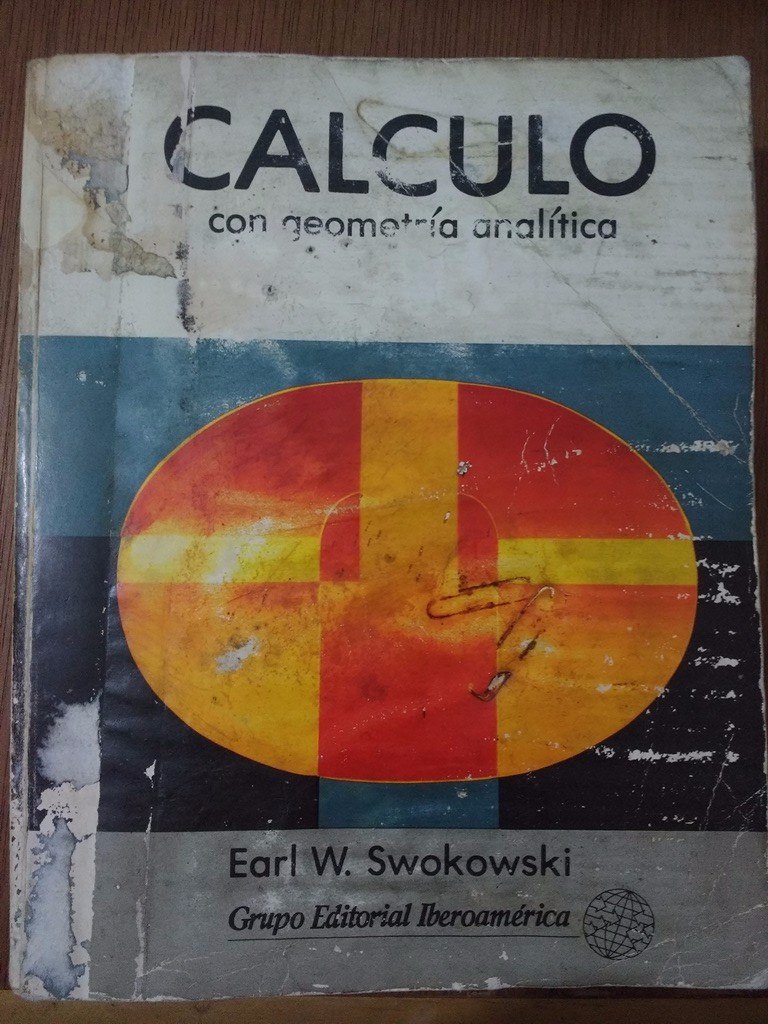 CALCULO
con geometría analítica
Earl W. Swokowski
Grupo Editorial Iberoamérica